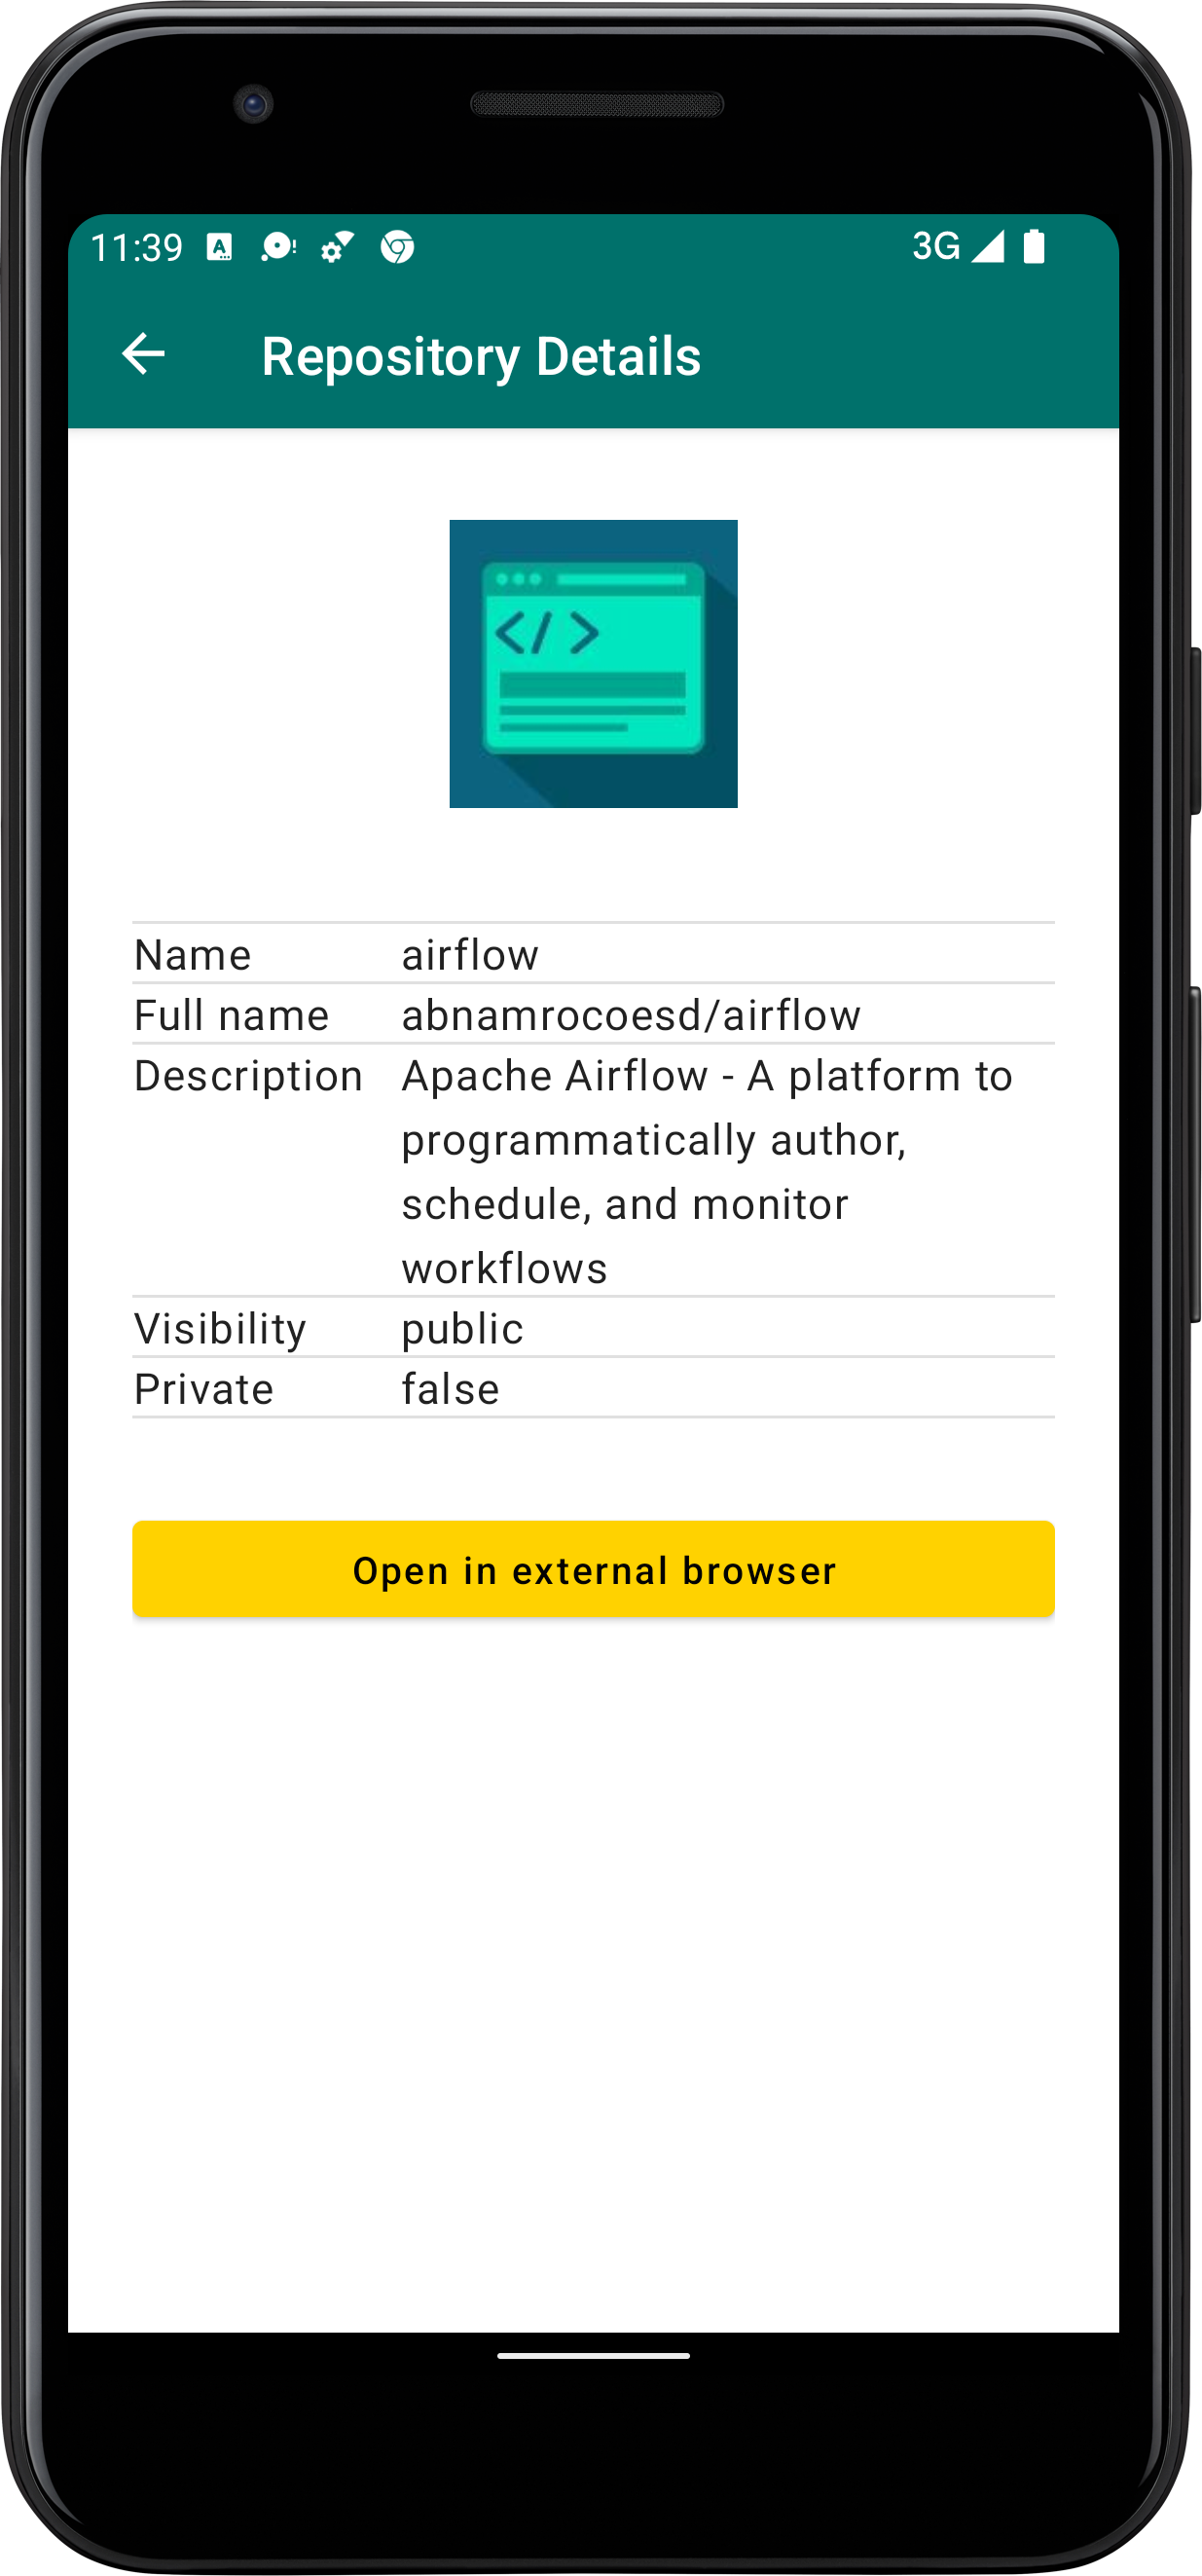 11:39 3G
Repository Details
</>
Name airflow
Full name abnamrocoesd/airflow
Description Apache Airflow - A platform to
programmatically author,
schedule, and monitor
workflows
Visibility public
Private false
Open in external browser